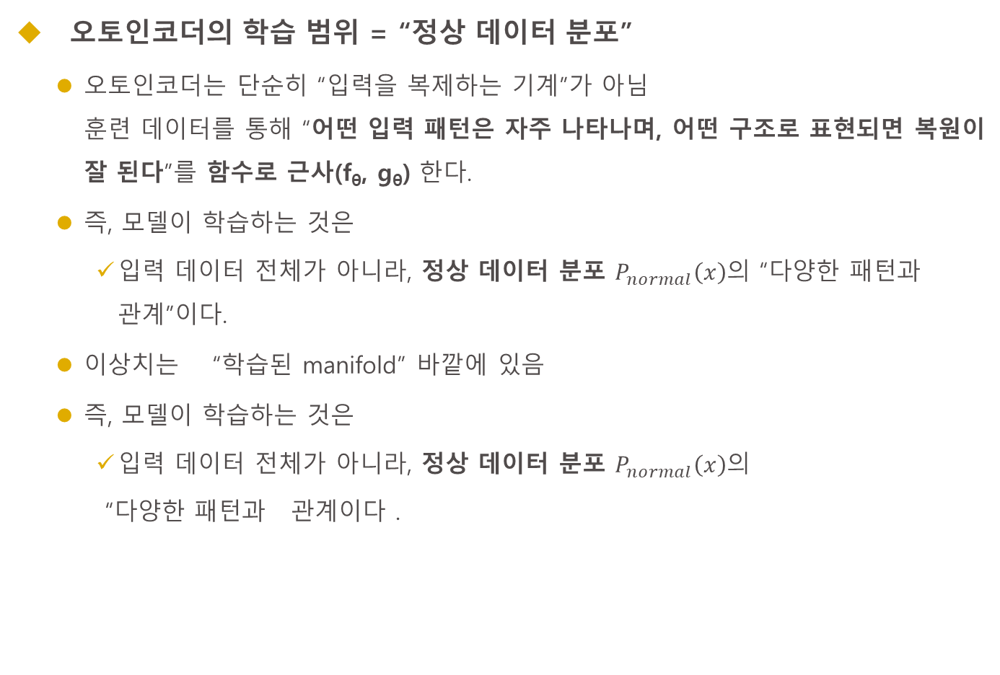 오토인코더의 학습 범위 = “정상 데이터 분포”
오토인코더는 단순히 “입력을 복제하는 기계”가 아님
훈련 데이터를 통해 “어떤 입력 패턴은 자주 나타나며, 어떤 구조로 표현되면 복원이
잘 된다”를 함수로 근사(fθ, gθ) 한다.
즉, 모델이 학습하는 것은
✓입력 데이터 전체가 아니라, 정상 데이터 분포 P_normal(x)의 “다양한 패턴과
관계”이다.
이상치는 “학습된 manifold” 바깥에 있음
즉, 모델이 학습하는 것은
✓입력 데이터 전체가 아니라, 정상 데이터 분포 P_normal(x)의
“다양한 패턴과 관계이다 .